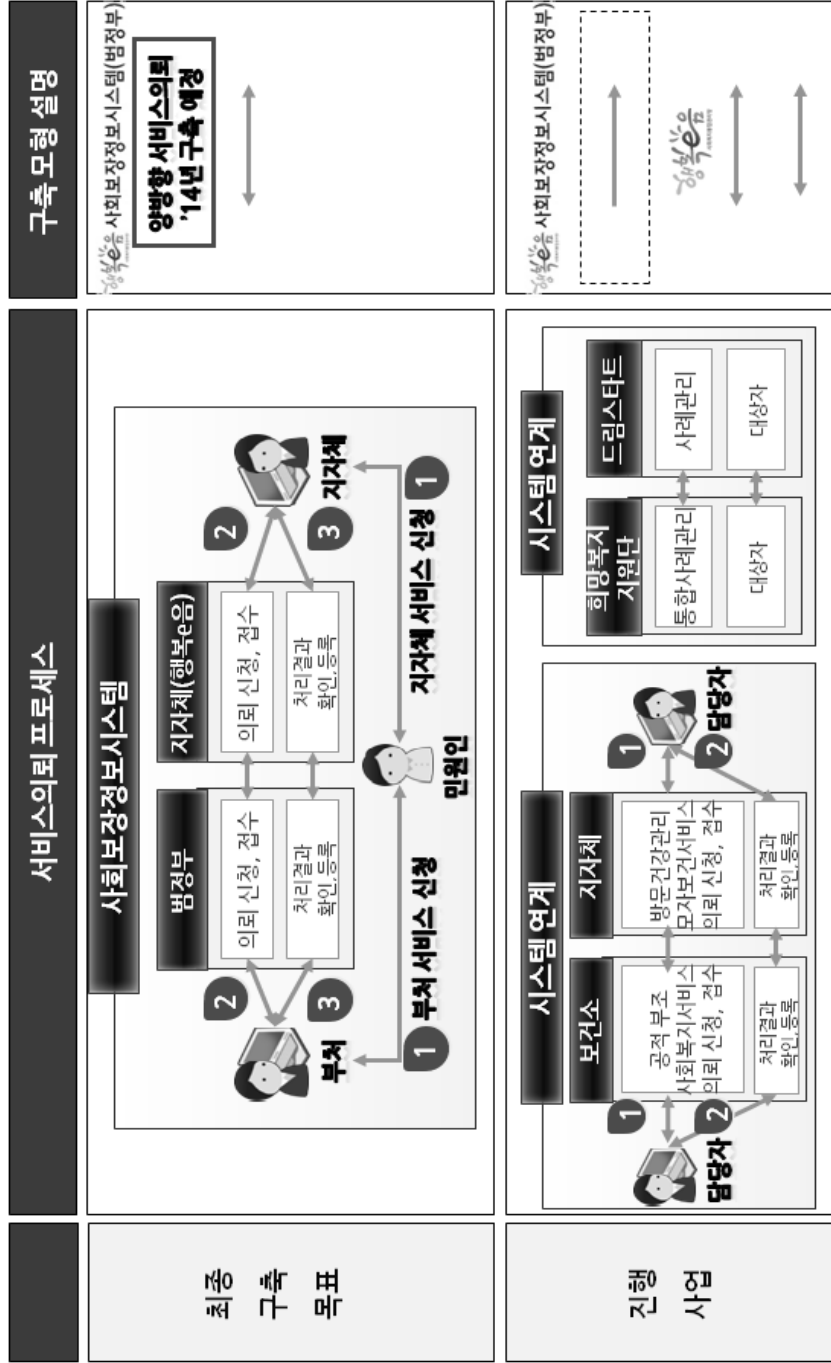 서비스의뢰 프로세스
구축 모형 설명
최종
구축
목표
사회보장정보시스템
범정부
의뢰 신청, 접수
처리결과
확인,등록
지자체(행복e음)
의뢰 신청, 접수
처리결과
확인,등록
2
3
부처
1
부처 서비스 신청
민원인
지자체 서비스 신청
1
2
3
지자체
행복e음 사회보장정보시스템(범정부)
양방향 서비스의뢰
'14년 구축 예정
진행
사업
시스템 연계
보건소
공적 부조
사회복지서비스
의뢰 신청, 접수
처리결과
확인,등록
지자체
방문건강관리
모자보건서비스
의뢰 신청, 접수
처리결과
확인,등록
1
2
담당자
1
2
담당자
시스템 연계
희망복지
지원단
통합사례관리
대상자
드림스타트
사례관리
대상자
행복e음 사회보장정보시스템(범정부)
행복e음